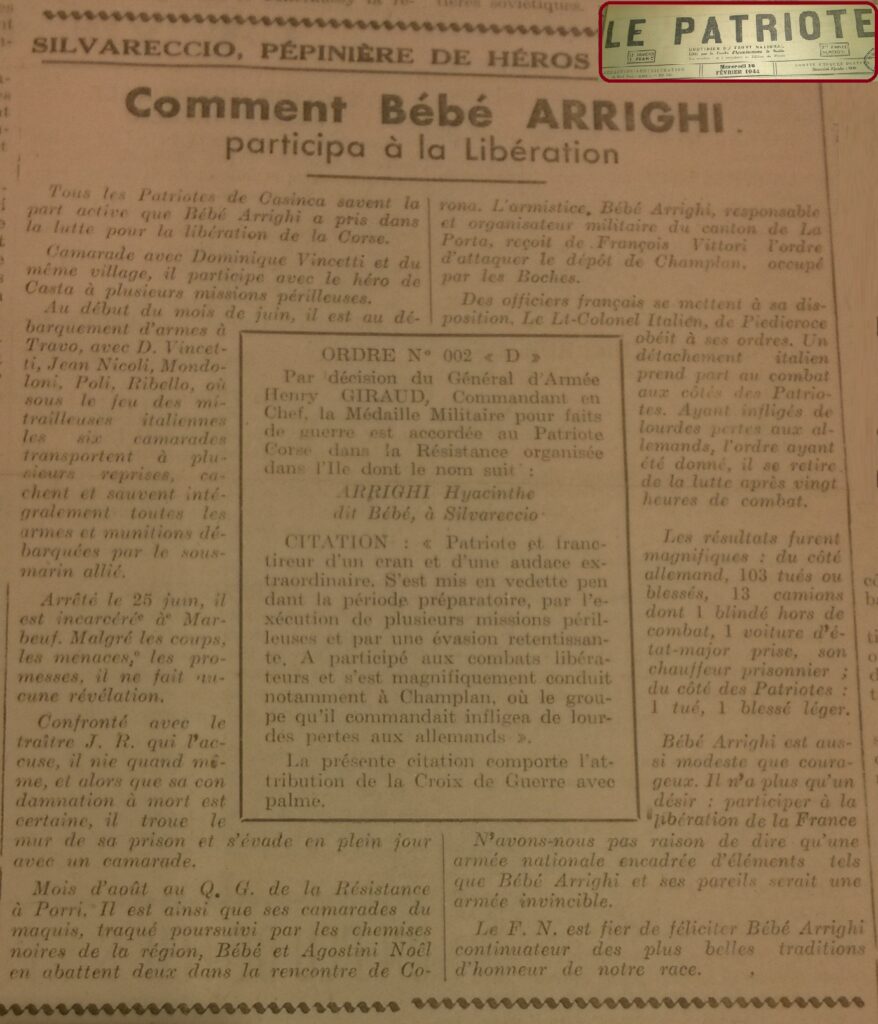 tières soviétiques.
LE PATRIOTE
QUOTIDIEN DU FRONT NATIONAL
Mercredi 16
FÉVRIER 1944
SILVARECCIO, PÉPINIÈRE DE HÉROS
Comment Bébé ARRIGHI
participa à la Libération
Tous les Patriotes de Casinca savent la
part active que Bébé Arrighi a pris dans
la lutte pour la libération de la Corse.
Camarade avec Dominique Vincetti et du
même village, il participe avec le héro de
Casta à plusieurs missions périlleuses.
Au début du mois de juin, il est au dé-
barquement d'armes à
Travo, avec D. Vincet-
ti, Jean Nicoli, Mondo-
loni, Poli, Ribello, où
sous le feu des mi-
trailleuses italiennes
les six camarades
transportent à plu-
sieurs reprises, ca-
chent et sauvent inté-
gralement toutes les
armes et munitions dé-
barquées par le sous-
marin allié.
Arrêté le 25 juin, il
est incarcéré à Mar-
beuf. Malgré les coups,
les menaces, les pro-
messes, il ne fait au-
cune révélation.
Confronté avec le
traître J. R. qui l'ac-
cuse, il nie quand mê-
me, et alors que sa con
damnation à mort est
certaine, il troue le
mur de sa prison et s'évade en plein jour
avec un camarade.
Mois d'août au Q. G. de la Résistance
à Porri. Il est ainsi que ses camarades du
maquis, traqué poursuivi par les chemises
noires de la région, Bébé et Agostini Noël
en abattent deux dans la rencontre de Co-
rona. L'armistice, Bébé Arrighi, responsable
et organisateur militaire du canton de La
Porta, reçoit de François Vittori l'ordre
d'attaquer le dépôt de Champlan, occupé
par les Boches.
Des officiers français se mettent à sa dis-
position. Le Lt-Colonel Italien, de Piedicroce
obéit à ses ordres. Un
détachement italien
prend part au combat
aux côtés des Patrio-
tes. Ayant infligés de
lourdes pertes aux al-
lemands, l'ordre ayant
été donné, il se retire
de la lutte après vingt
heures de combat.
Les résultats furent
magnifiques : du côté
allemand, 103 tués ou
blessés, 13 camions
dont 1 blindé hors de
combat, 1 voiture d'é-
tat-major prise, son
chauffeur prisonnier ;
du côté des Patriotes :
1 tué, 1 blessé léger.
Bébé Arrighi est aus-
si modeste que coura-
geux. Il n'a plus qu'un
désir : participer à la
libération de la France
N'avons-nous pas raison de dire qu'une
armée nationale encadrée d'éléments tels
que Bébé Arrighi et ses pareils serait une
armée invincible.
Le F. N. est fier de féliciter Bébé Arrighi
continuateur des plus belles traditions
d'honneur de notre race.
ORDRE N° 002 « D »
Par décision du Général d'Armée
Henry GIRAUD, Commandant en
Chef, la Médaille Militaire pour faits
de guerre est accordée au Patriote
Corse dans la Résistance organisée
dans l'Ile dont le nom suit :
ARRIGHI Hyacinthe
dit Bébé, à Silvareccio
CITATION : « Patriote et franc-
tireur d'un cran et d'une audace ex-
traordinaire. S'est mis en vedette pen
dant la période préparatoire, par l'e-
xécution de plusieurs missions péril-
leuses et par une évasion retentissan-
te. A participé aux combats libéra-
teurs et s'est magnifiquement conduit
notamment à Champlan, où le grou-
pe qu'il commandait infligea de lour-
des pertes aux allemands ».
La présente citation comporte l'at-
tribution de la Croix de Guerre avec
palme.